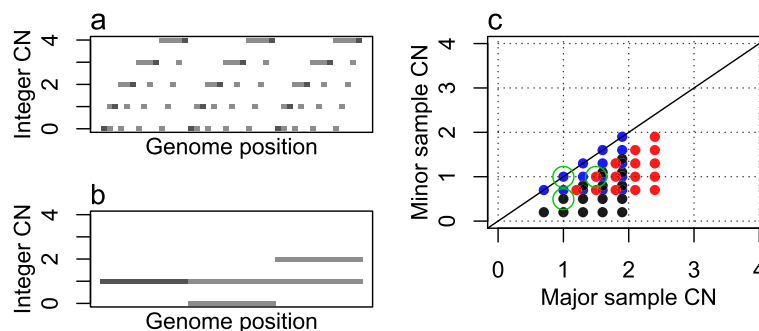 a
Integer CN
0 2 4
Genome position
b
Integer CN
0 2 4
Genome position
c
Minor sample CN
0 1 2 3 4
0 1 2 3 4
Major sample CN